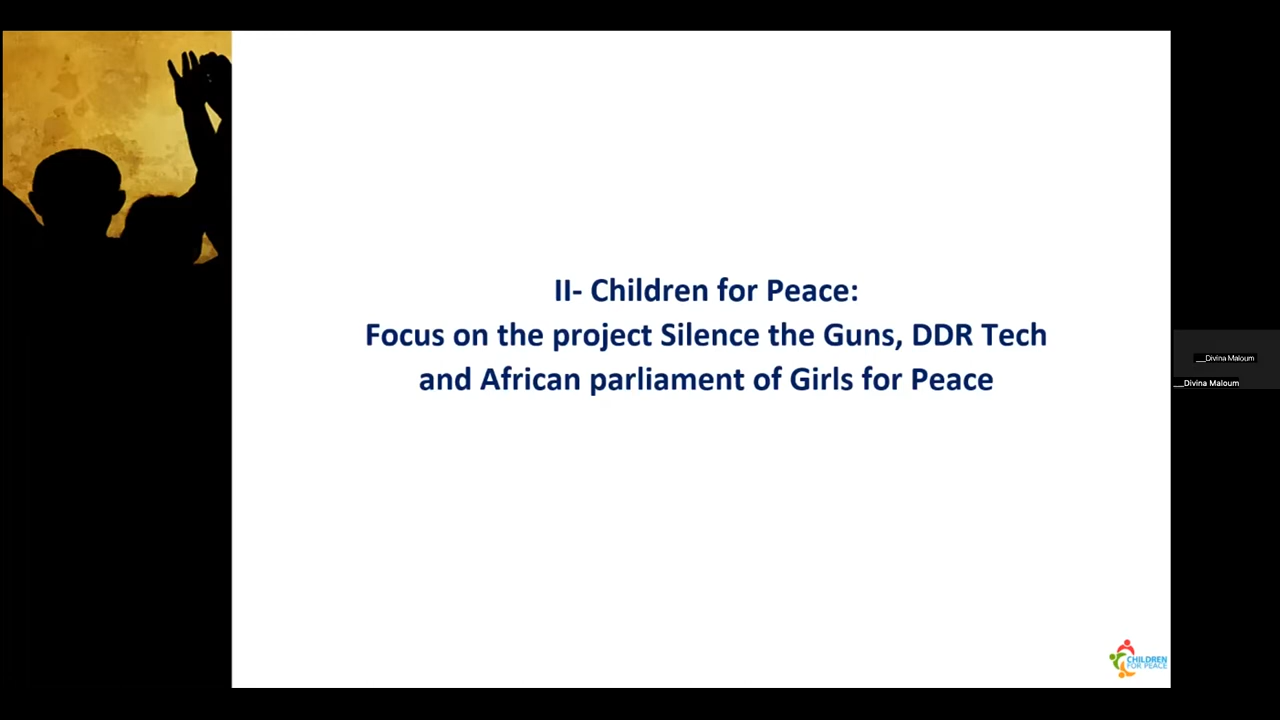 II- Children for Peace:
Focus on the project Silence the Guns, DDR Tech
and African parliament of Girls for Peace
__Divina Maloum
__Divina Maloum
CHILDREN
FOR PEACE